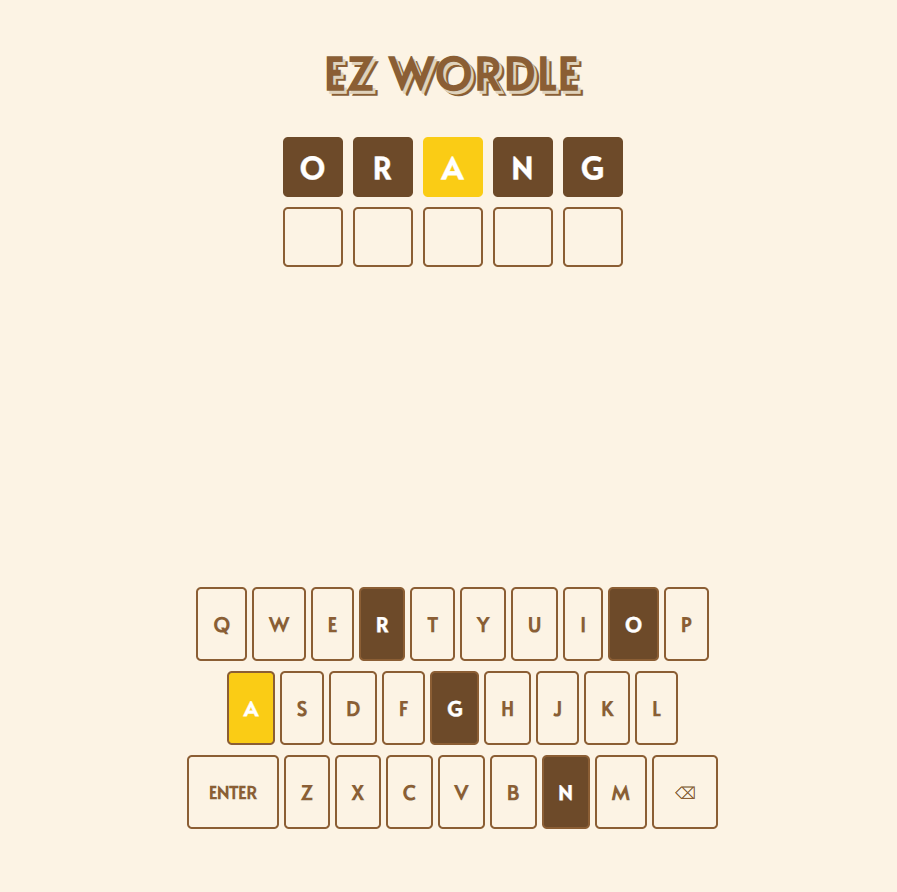 EZ WORDLE
O R A N G
Q W E R T Y U I O P
A S D F G H J K L
ENTER Z X C V B N M ⌫